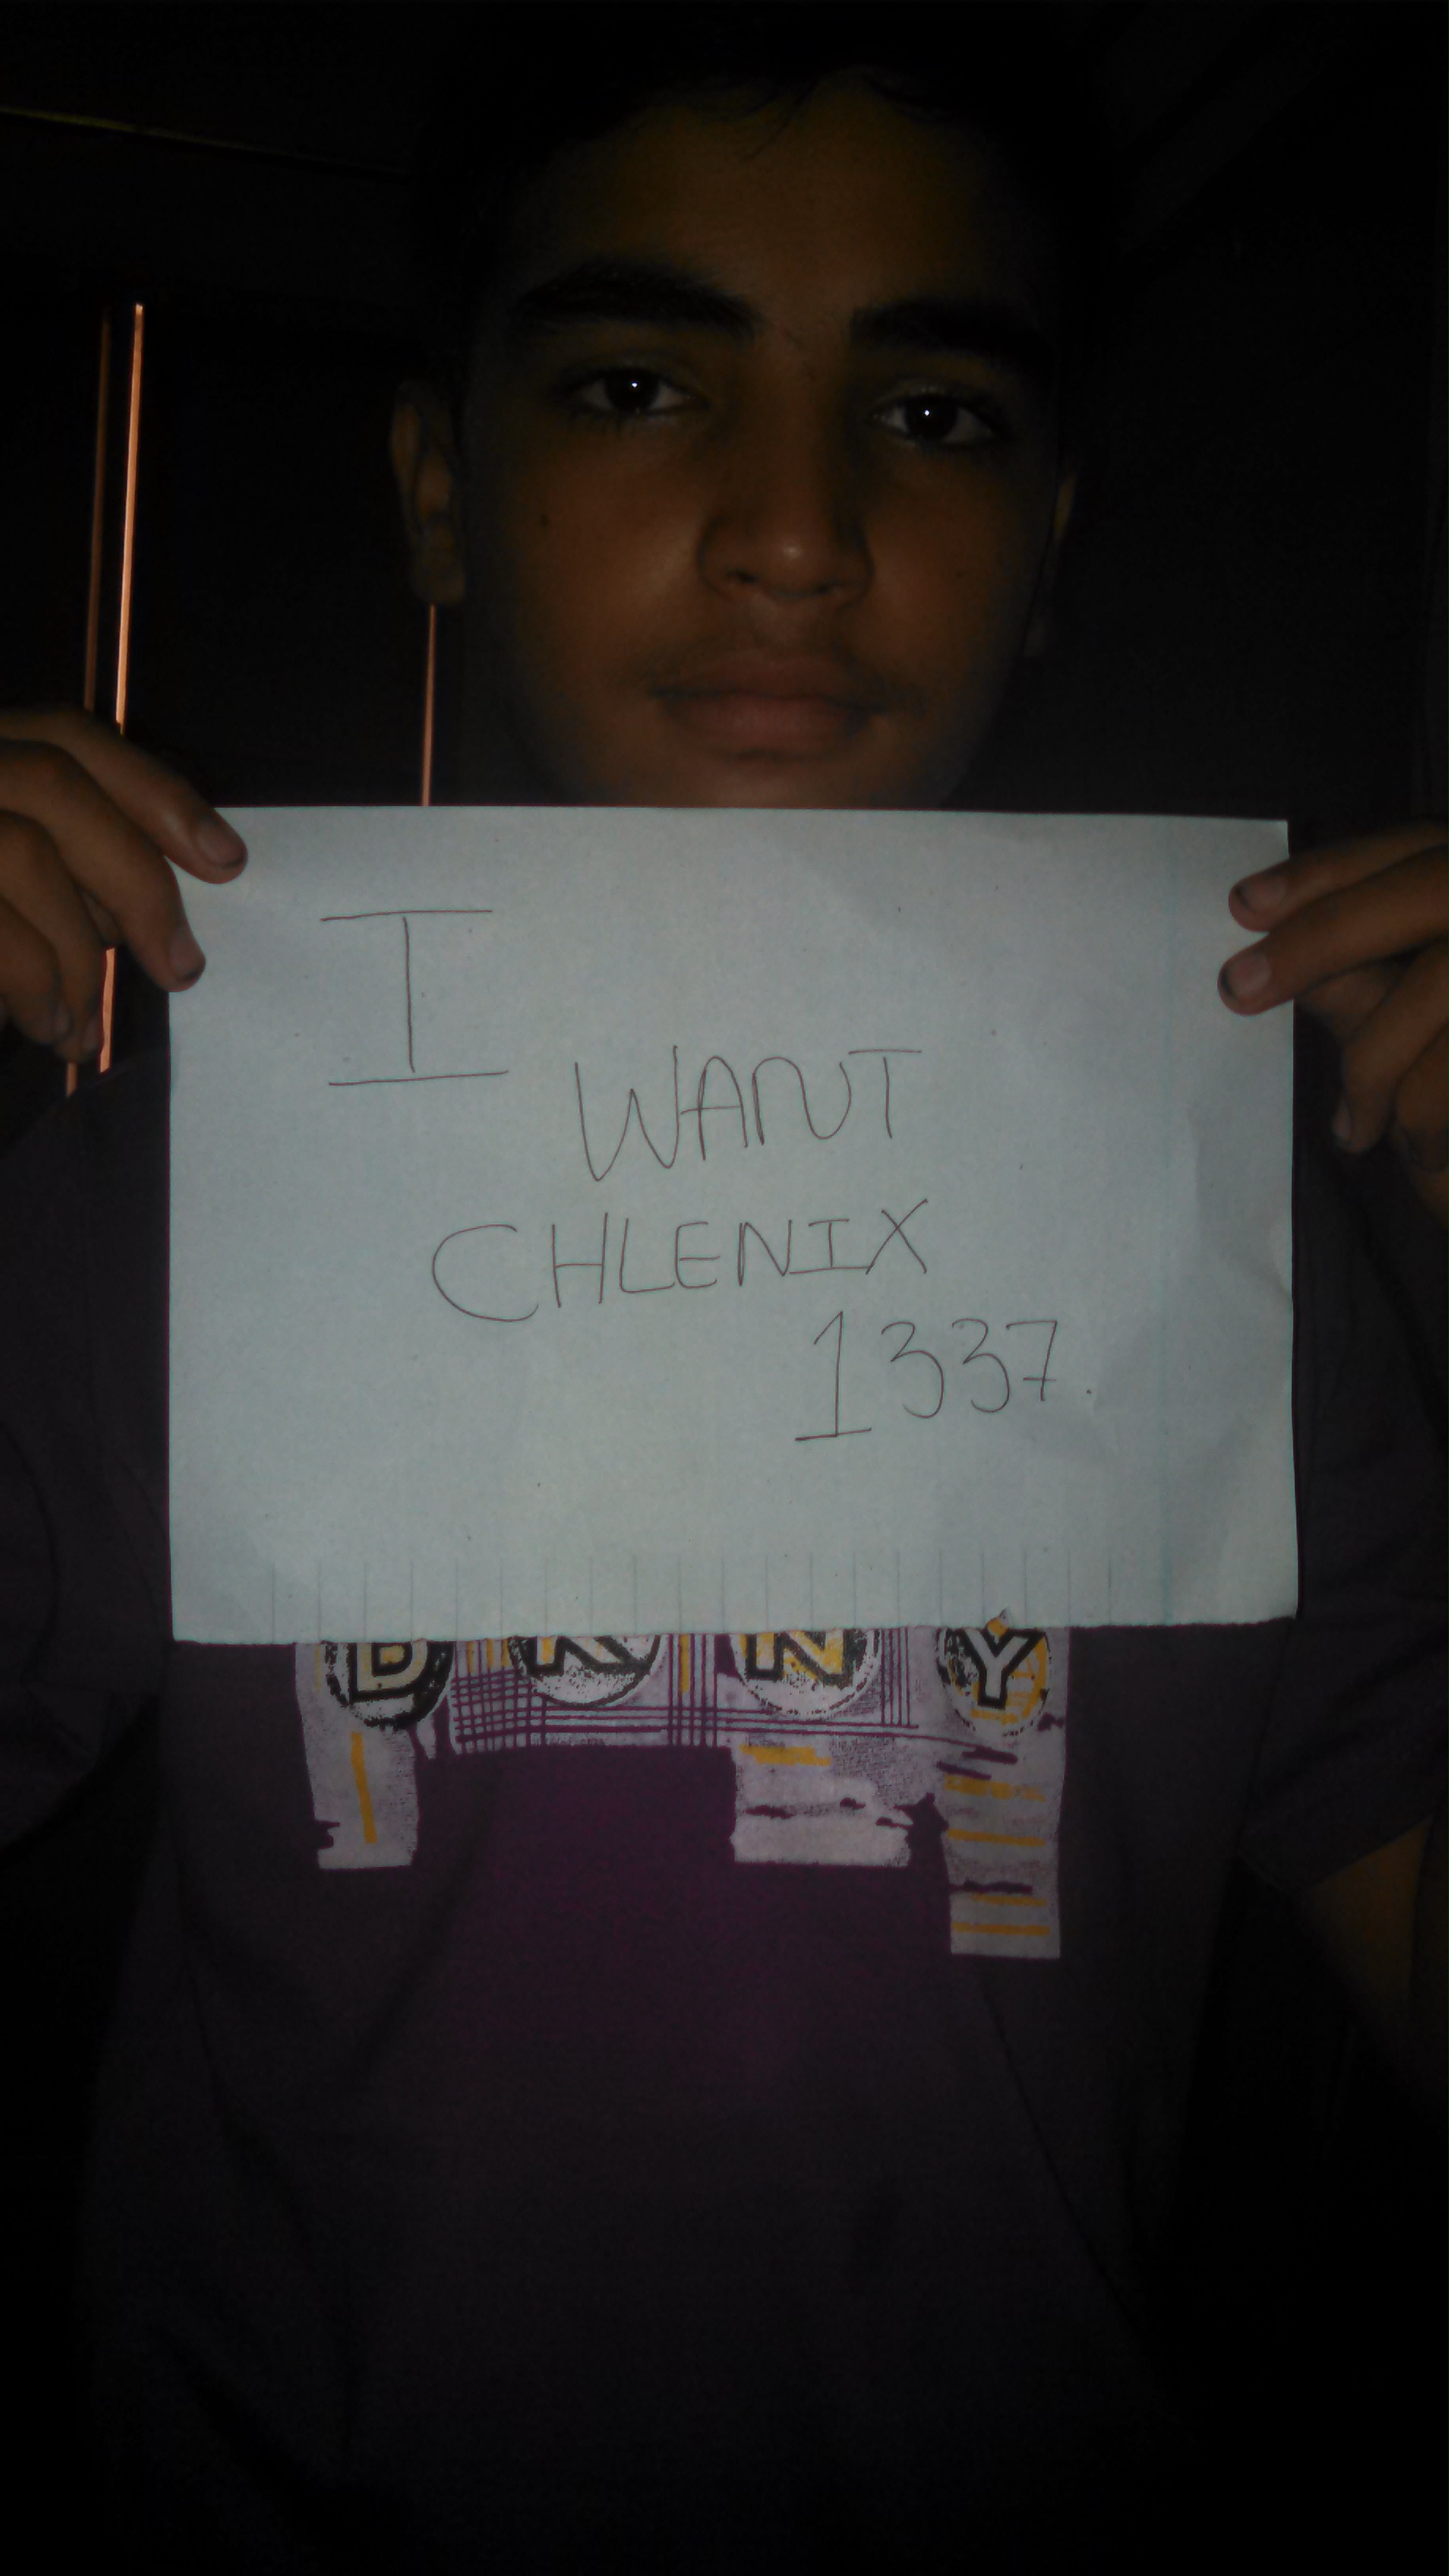 I
WANT
CHLENIX
1337.
DKNY